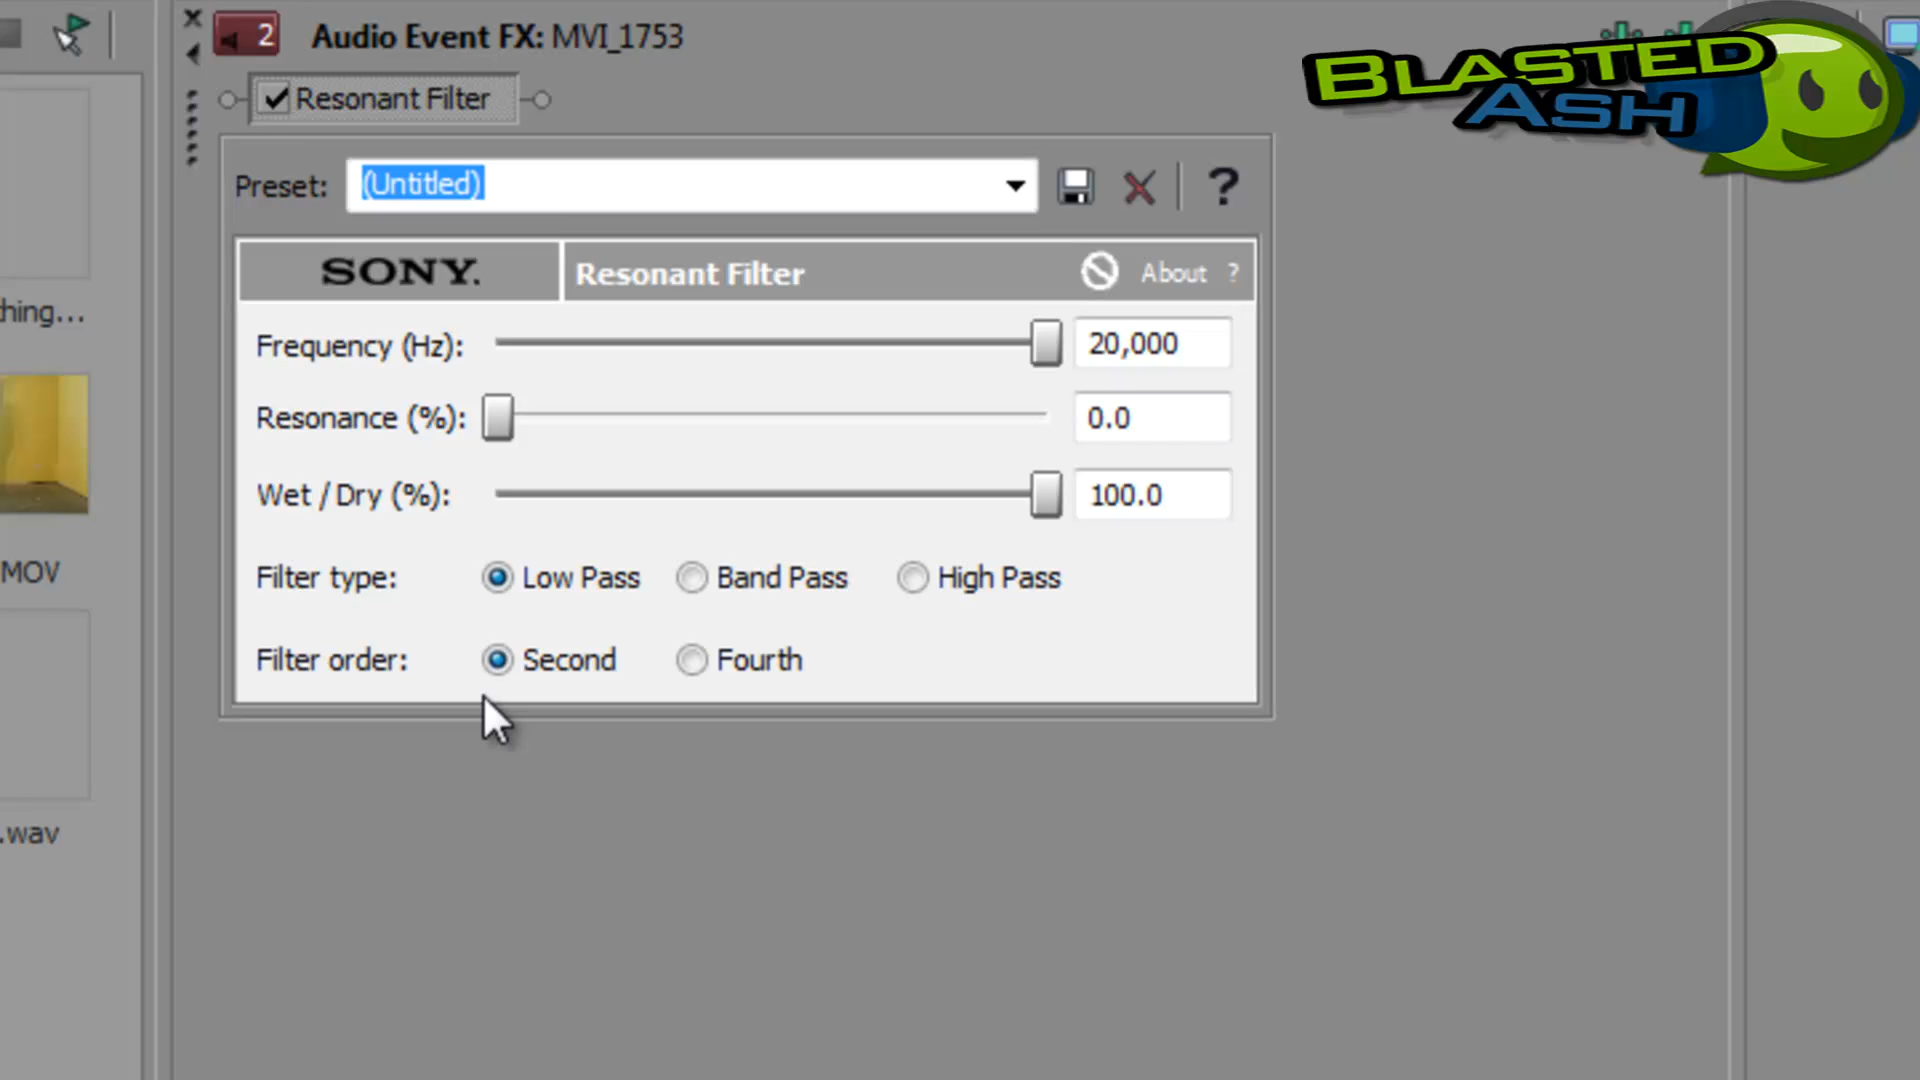 2 Audio Event FX: MVI_1753
BLASTED
ASH
Resonant Filter
Preset: (Untitled) ?
SONY. Resonant Filter About ?
hing...
Frequency (Hz): 20,000
Resonance (%): 0.0
Wet / Dry (%): 100.0
MOV
Filter type: Low Pass Band Pass High Pass
Filter order: Second Fourth
.wav